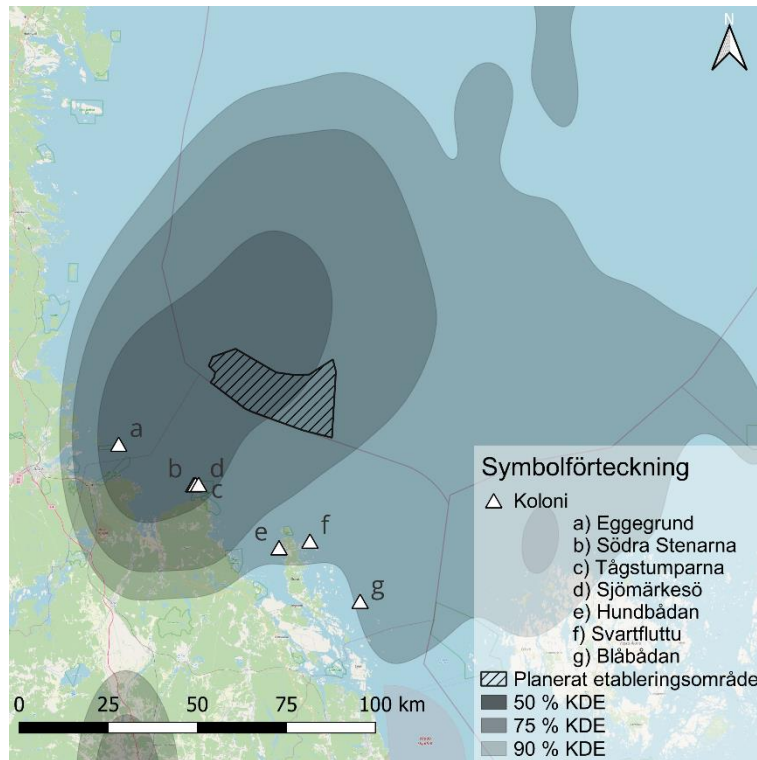 N
a
b
d
c
e
f
g
Symbolförteckning
Koloni
a) Eggegrund
b) Södra Stenarna
c) Tågstumparna
d) Sjömärkesö
e) Hundbådan
f) Svartfluttu
g) Blåbådan
Planerat etableringsområde
50 % KDE
75 % KDE
90 % KDE
0 25 50 75 100 km